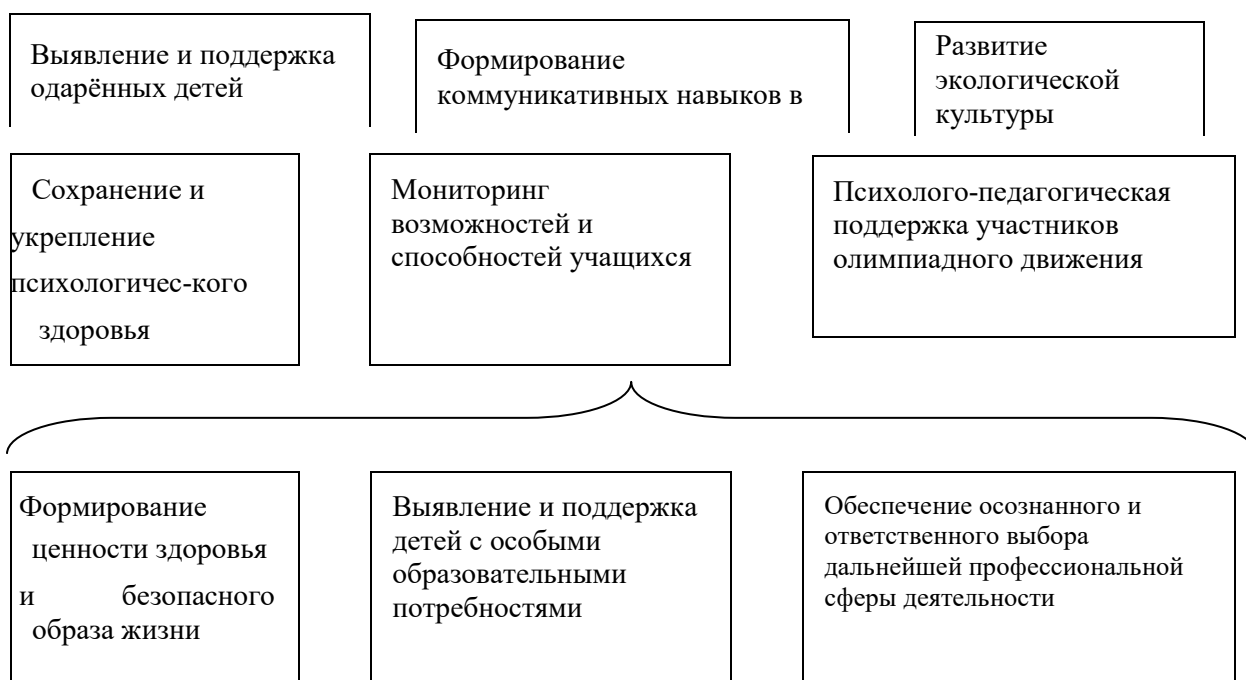 Выявление и поддержка
одарённых детей
Формирование
коммуникативных навыков в
Развитие
экологической
культуры
Сохранение и
укрепление
психологичес-кого
здоровья
Мониторинг
возможностей и
способностей учащихся
Психолого-педагогическая
поддержка участников
олимпиадного движения
Формирование
ценности здоровья
и безопасного
образа жизни
Выявление и поддержка
детей с особыми
образовательными
потребностями
Обеспечение осознанного и
ответственного выбора
дальнейшей профессиональной
сферы деятельности